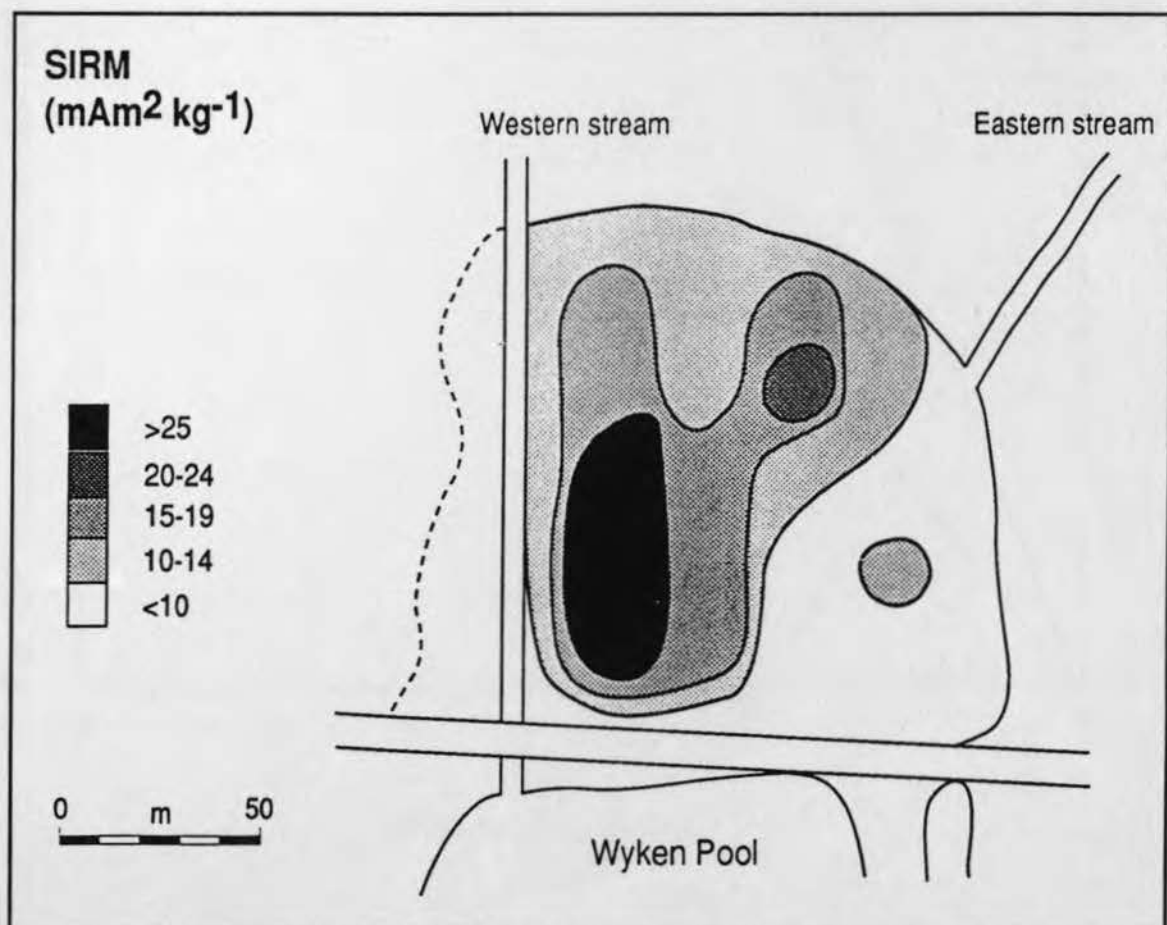 SIRM
(mAm² kg⁻¹)
Western stream
Eastern stream
>25
20-24
15-19
10-14
<10
0 m 50
Wyken Pool